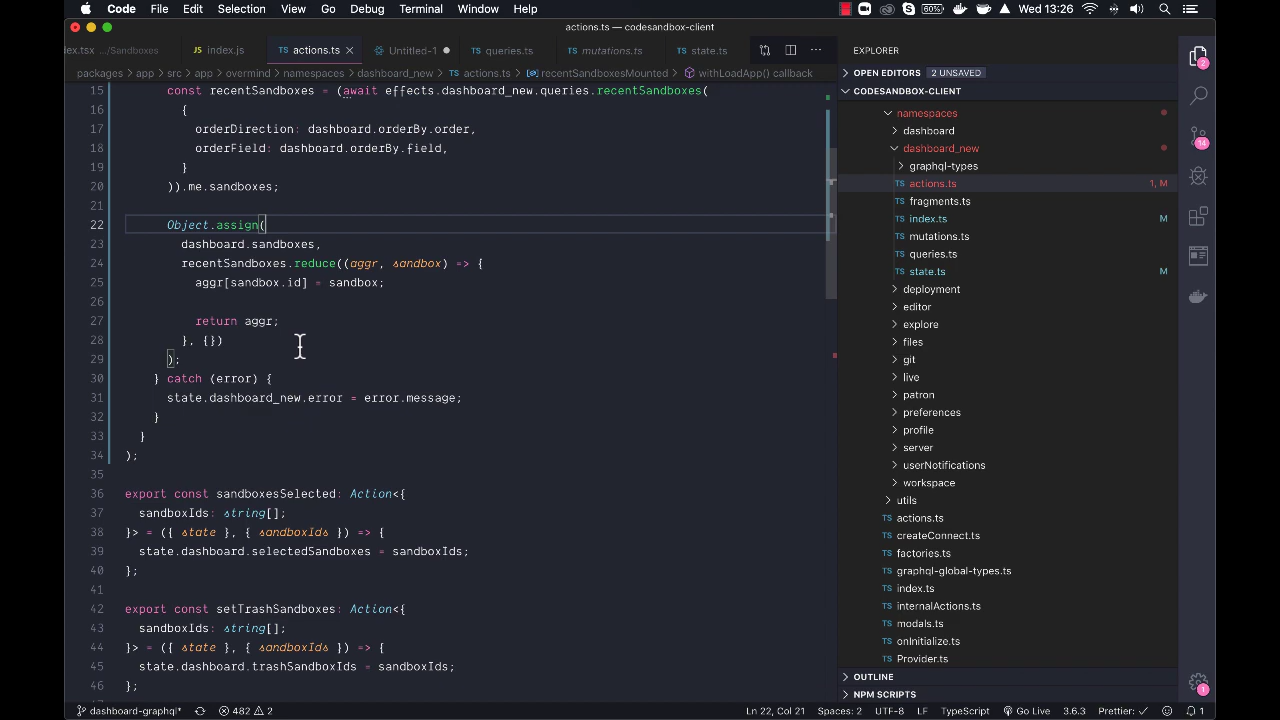 Code File Edit Selection View Go Debug Terminal Window Help 60% Wed 13:26
actions.ts — codesandbox-client
dex.tsx .../Sandboxes index.js actions.ts Untitled-1 queries.ts mutations.ts state.ts
packages app src app overmind namespaces dashboard_new actions.ts recentSandboxesMounted withLoadApp() callback
15 const recentSandboxes = (await effects.dashboard_new.queries.recentSandboxes(
16 {
17 orderDirection: dashboard.orderBy.order,
18 orderField: dashboard.orderBy.field,
19 }
20 )).me.sandboxes;
21
22 Object.assign(
23 dashboard.sandboxes,
24 recentSandboxes.reduce((aggr, sandbox) => {
25 aggr[sandbox.id] = sandbox;
26
27 return aggr;
28 }, {})
29 );
30 } catch (error) {
31 state.dashboard_new.error = error.message;
32 }
33 }
34 );
35
36 export const sandboxesSelected: Action<{
37 sandboxIds: string[];
38 }> = ({ state }, { sandboxIds }) => {
39 state.dashboard.selectedSandboxes = sandboxIds;
40 };
41
42 export const setTrashSandboxes: Action<{
43 sandboxIds: string[];
44 }> = ({ state }, { sandboxIds }) => {
45 state.dashboard.trashSandboxIds = sandboxIds;
46 };
EXPLORER
OPEN EDITORS 2 UNSAVED
CODESANDBOX-CLIENT
namespaces
dashboard
dashboard_new
graphql-types
actions.ts 1, M
fragments.ts
index.ts M
mutations.ts
queries.ts
state.ts M
deployment
editor
explore
files
git
live
patron
preferences
profile
server
userNotifications
workspace
utils
actions.ts
createConnect.ts
factories.ts
graphql-global-types.ts
index.ts
internalActions.ts
modals.ts
onInitialize.ts
Provider.ts
OUTLINE
NPM SCRIPTS
2
14
1
dashboard-graphql* 482 2 Ln 22, Col 21 Spaces: 2 UTF-8 LF TypeScript Go Live 3.6.3 Prettier: ✓ 1